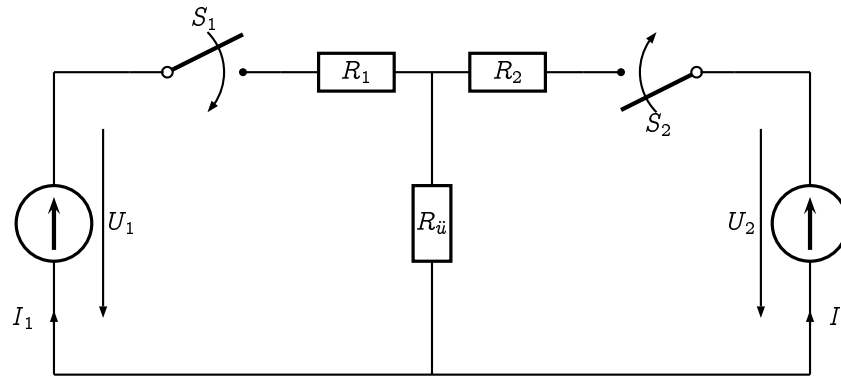 S₁
R₁
R₂
S₂
U₁
Rü
U₂
I₁
I